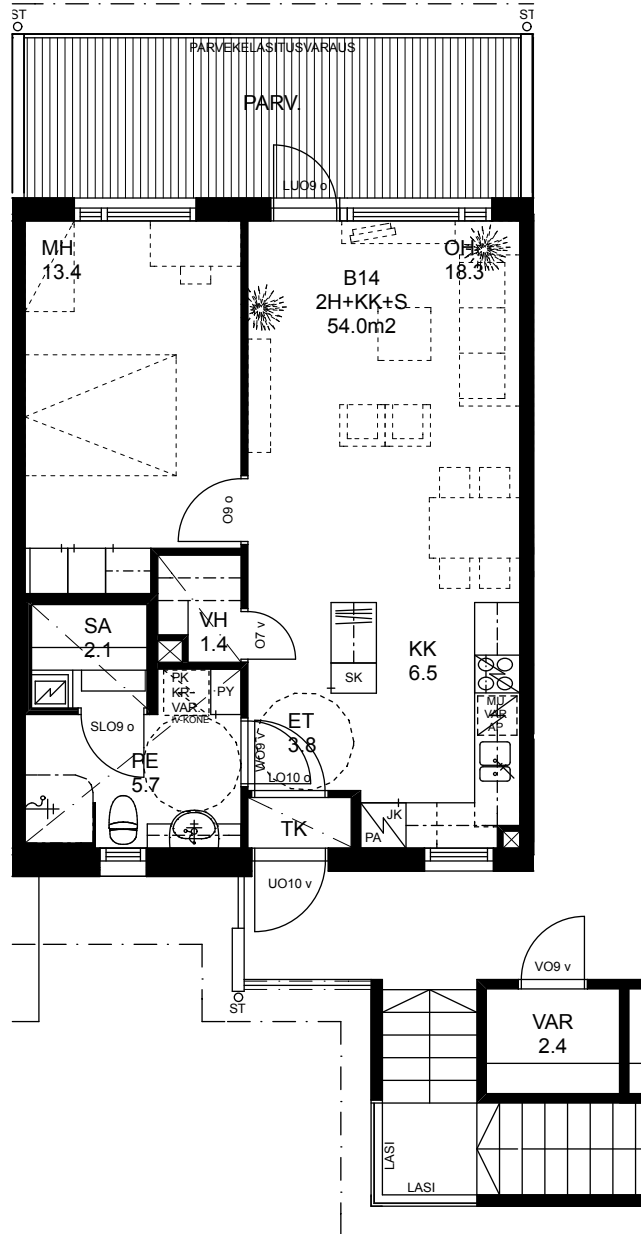 ST
ST
PARVEKELASITUSVARAUS
PARV.
LUO9 o
MH
13.4
OH
18.3
B14
2H+KK+S
54.0m2
O9 o
VH
1.4
O7 v
SA
2.1
KK
6.5
SK
PK
KR-
VAR.
PY
MU
VAR
AP
SLO9 o
ET
3.8
WO9 v
LO10 o
PE
5.7
TK
JK
PA
UO10 v
VO9 v
ST
VAR
2.4
LASI
LASI